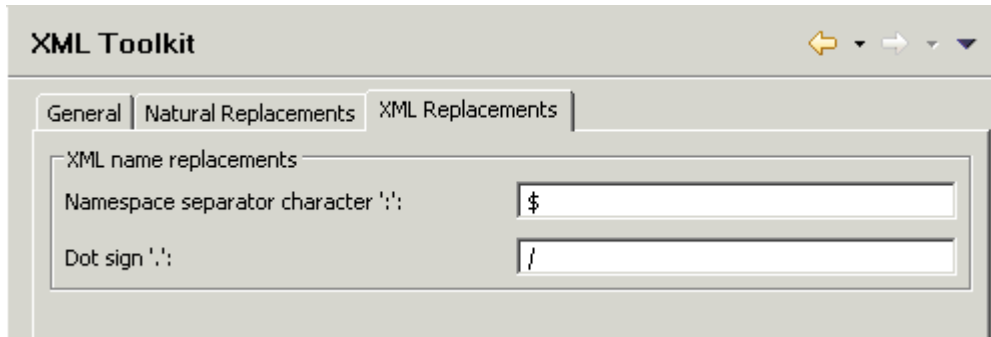 XML Toolkit
General Natural Replacements XML Replacements
XML name replacements
Namespace separator character ':': $
Dot sign '.': /